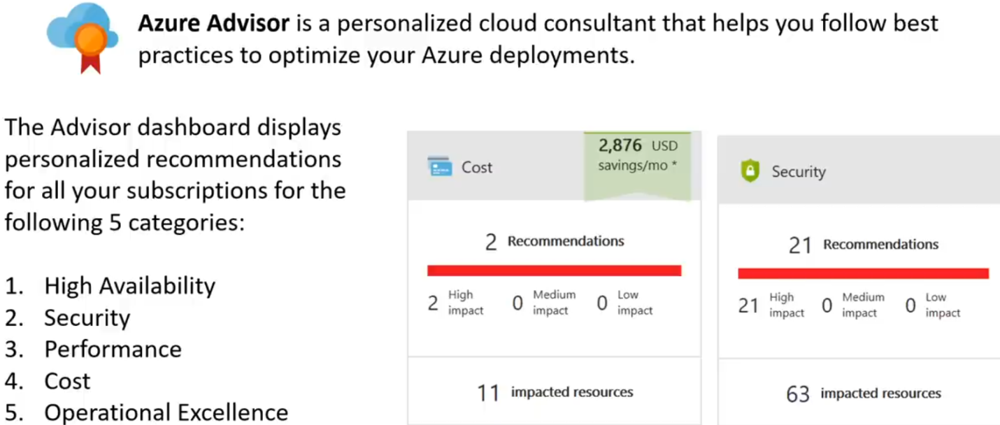 Azure Advisor is a personalized cloud consultant that helps you follow best
practices to optimize your Azure deployments.
The Advisor dashboard displays
personalized recommendations
for all your subscriptions for the
following 5 categories:
1. High Availability
2. Security
3. Performance
4. Cost
5. Operational Excellence
Cost
2,876 USD
savings/mo *
2 Recommendations
2 High impact
0 Medium impact
0 Low impact
11 impacted resources
Security
21 Recommendations
21 High impact
0 Medium impact
0 Low impact
63 impacted resources